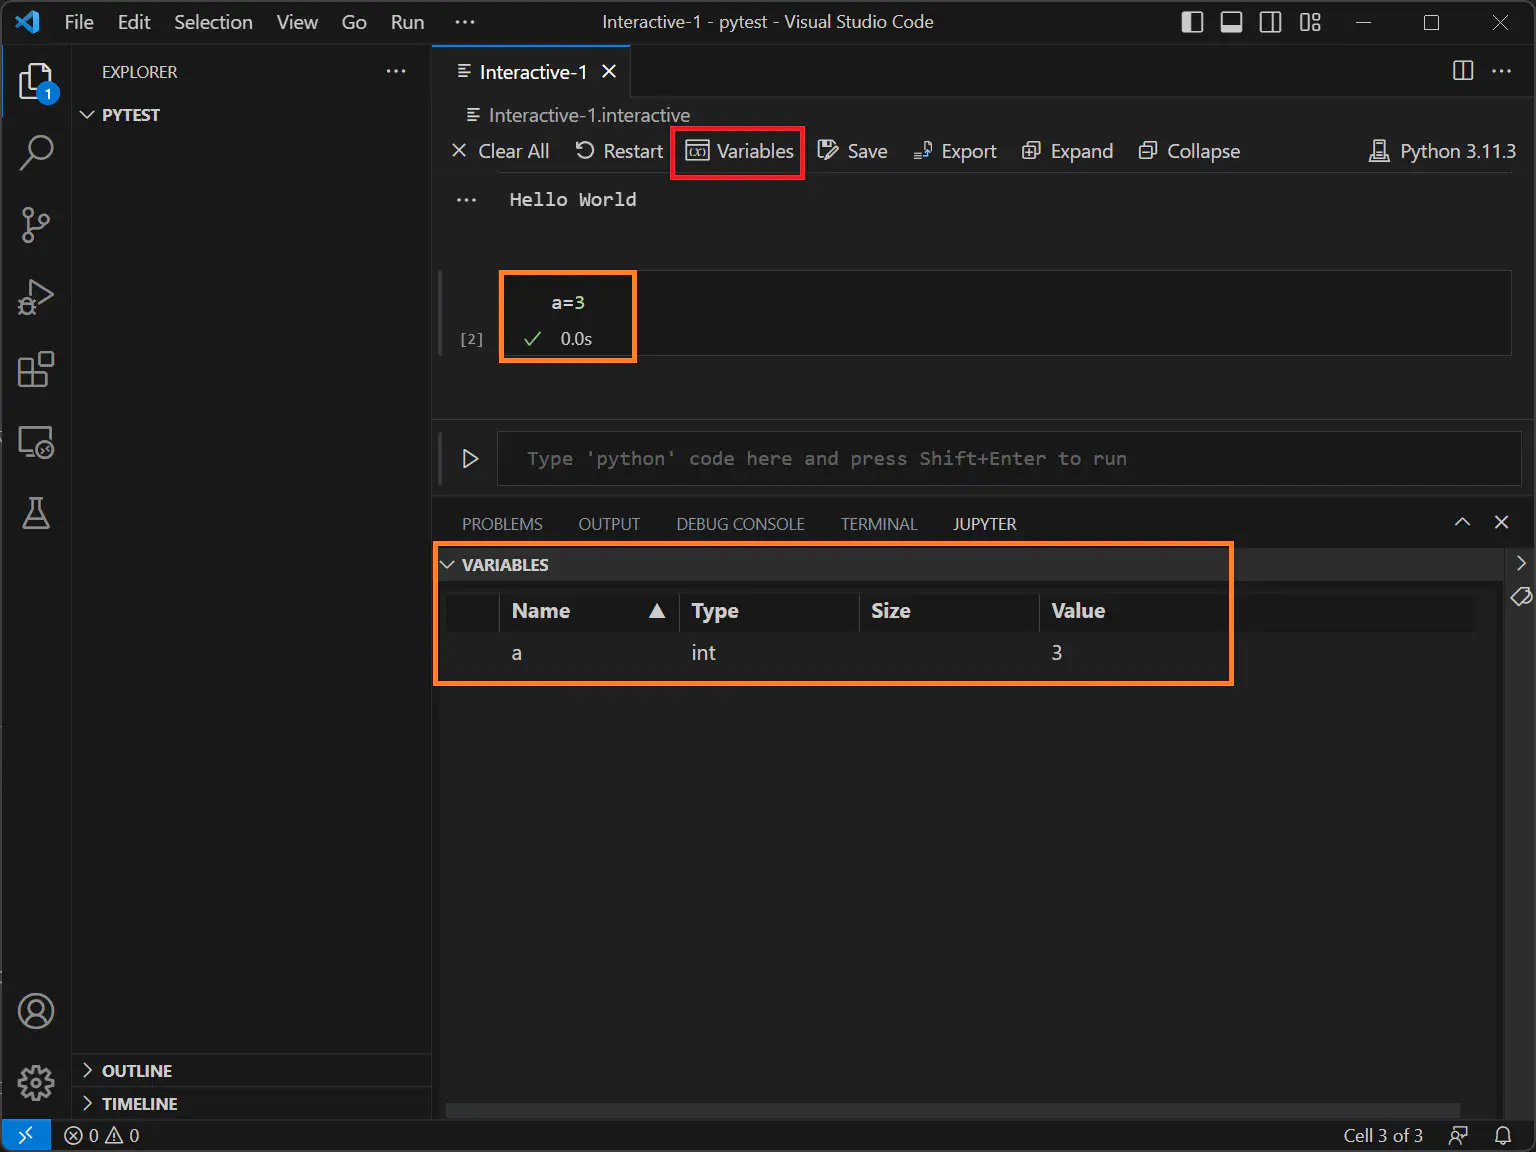 File Edit Selection View Go Run ··· Interactive-1 - pytest - Visual Studio Code
EXPLORER ···
1
PYTEST
Interactive-1
Interactive-1.interactive
Clear All Restart (x) Variables Save Export Expand Collapse Python 3.11.3
··· Hello World
a=3
[2] 0.0s
Type 'python' code here and press Shift+Enter to run
PROBLEMS OUTPUT DEBUG CONSOLE TERMINAL JUPYTER
VARIABLES
Name Type Size Value
a int 3
OUTLINE
TIMELINE
0 0 Cell 3 of 3